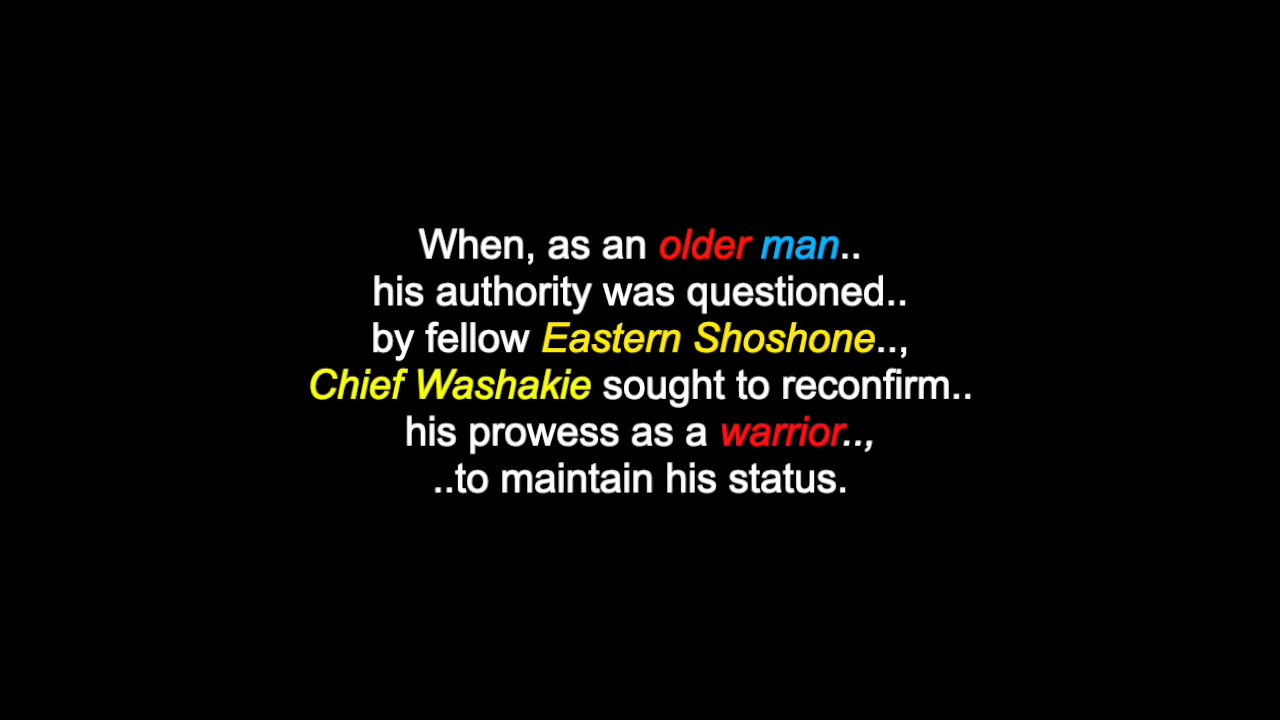 When, as an older man..
his authority was questioned..
by fellow Eastern Shoshone..,
Chief Washakie sought to reconfirm..
his prowess as a warrior..,
..to maintain his status.